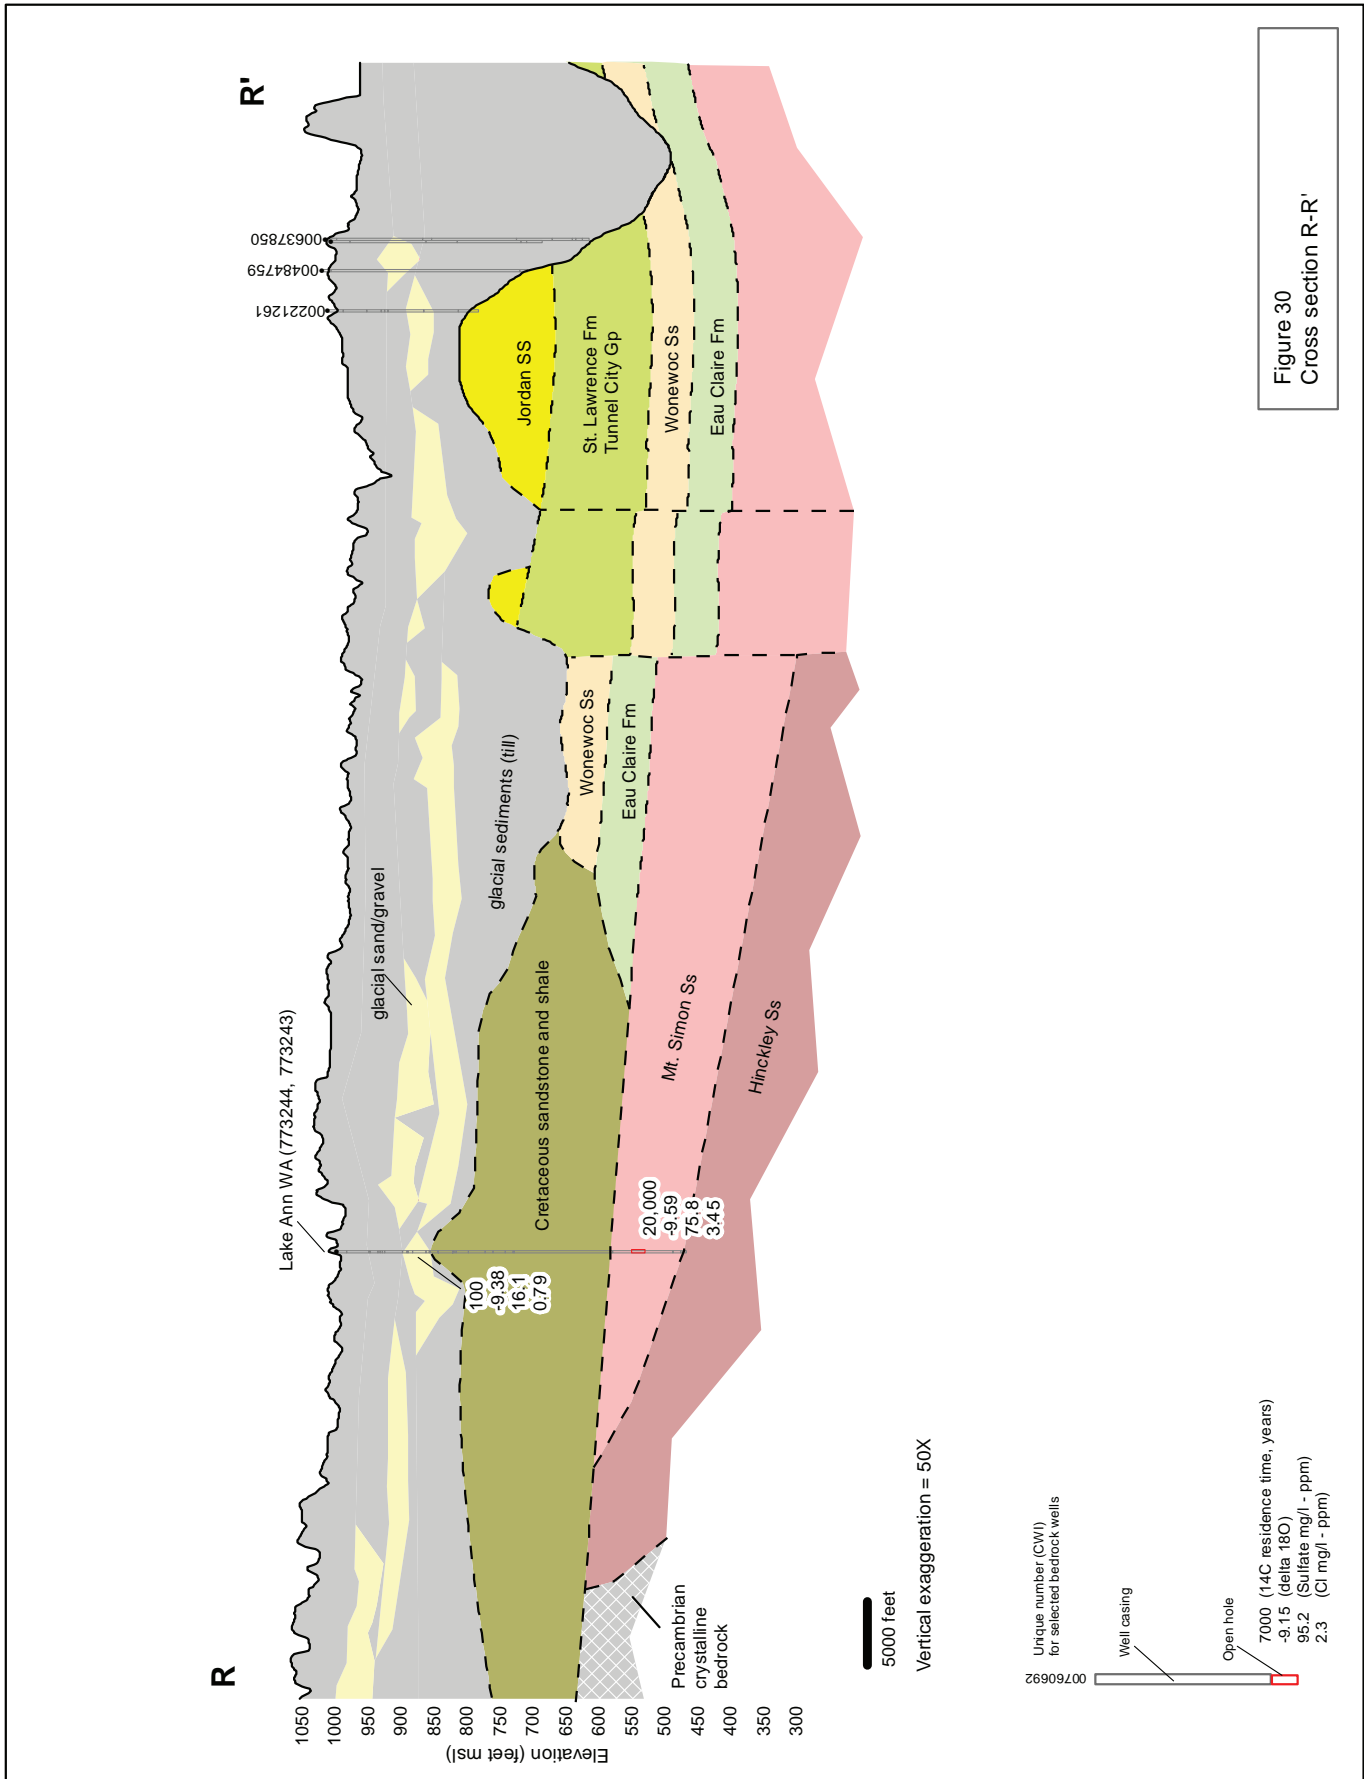 R
R'
Lake Ann WA (773244, 773243)
00221261
00484759
00637850
1050
1000
950
900
850
800
750
700
650
600
550
500
450
400
350
300
Elevation (feet msl)
glacial sand/gravel
glacial sediments (till)
Cretaceous sandstone and shale
Jordan SS
St. Lawrence Fm
Tunnel City Gp
Wonewoc Ss
Eau Claire Fm
Wonewoc Ss
Eau Claire Fm
Mt. Simon Ss
Hinckley Ss
100
-9.38
16.1
0.79
20,000
-9.59
75.8
3.45
Precambrian
crystalline
bedrock
5000 feet
Vertical exaggeration = 50X
00760692
Unique number (CWI)
for selected bedrock wells
Well casing
Open hole
7000 (14C residence time, years)
-9.15 (delta 18O)
95.2 (Sulfate mg/l - ppm)
2.3 (Cl mg/l - ppm)
Figure 30
Cross section R-R'